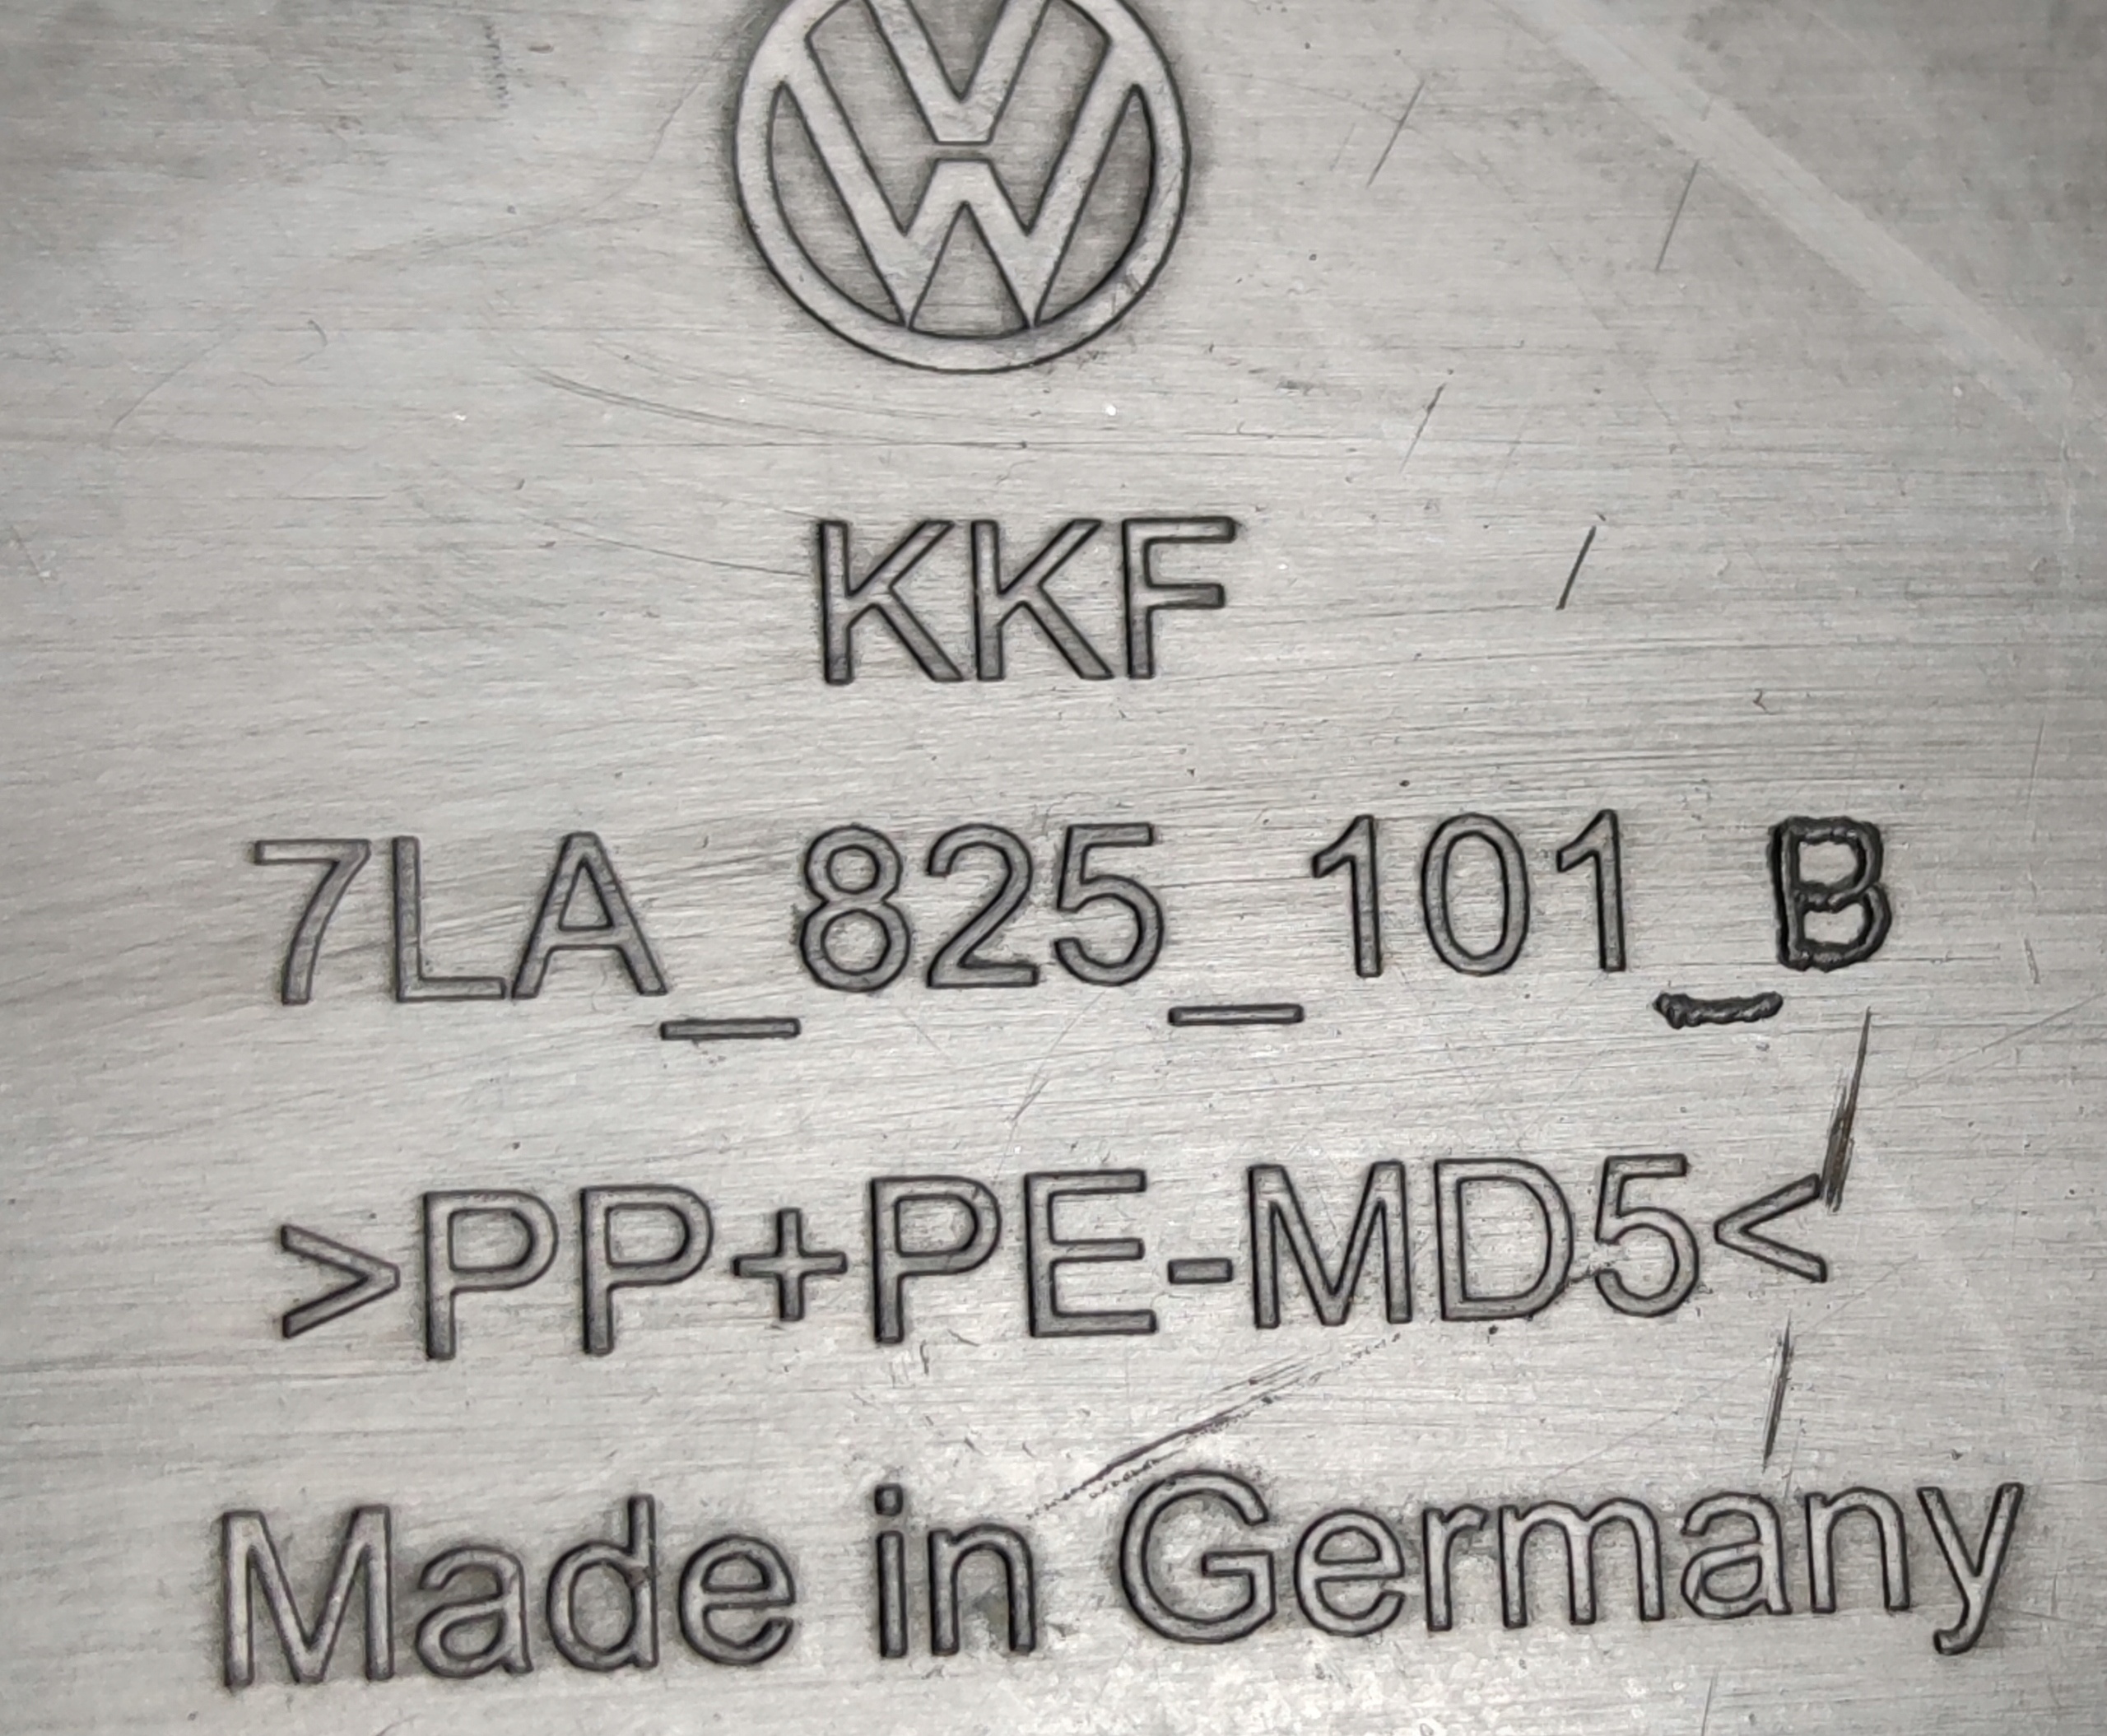 KKF
7LA_825_101_B
>PP+PE-MD5<
Made in Germany